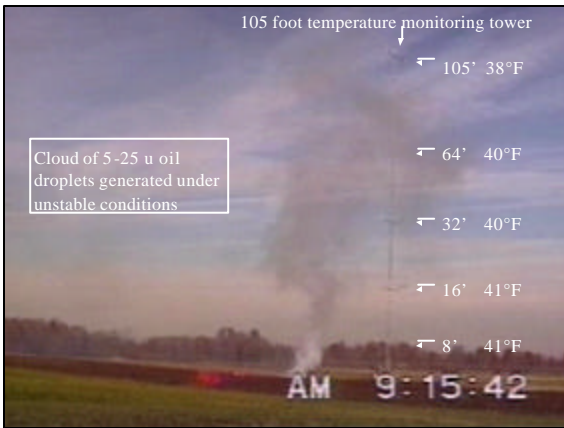 105 foot temperature monitoring tower
105’ 38°F
Cloud of 5-25 u oil
droplets generated under
unstable conditions
64’ 40°F
32’ 40°F
16’ 41°F
8’ 41°F
AM 9:15:42